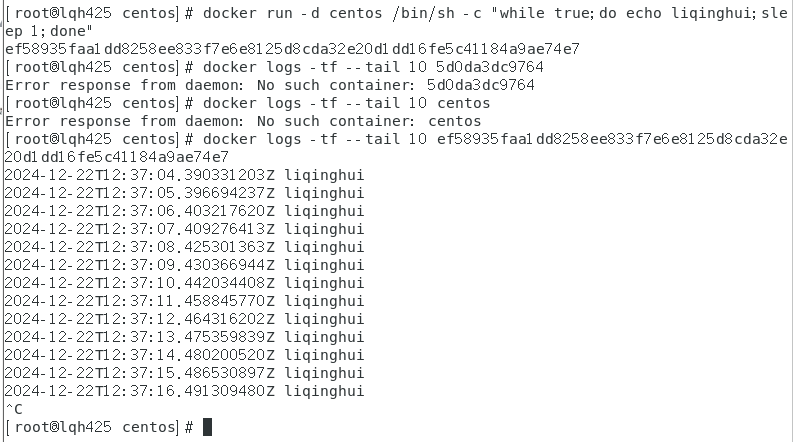 [root@lqh425 centos]# docker run -d centos /bin/sh -c "while true;do echo liqinghui;sle
ep 1;done"
ef58935faa1dd8258ee833f7e6e8125d8cda32e20d1dd16fe5c41184a9ae74e7
[root@lqh425 centos]# docker logs -tf --tail 10 5d0da3dc9764
Error response from daemon: No such container: 5d0da3dc9764
[root@lqh425 centos]# docker logs -tf --tail 10 centos
Error response from daemon: No such container: centos
[root@lqh425 centos]# docker logs -tf --tail 10 ef58935faa1dd8258ee833f7e6e8125d8cda32e
20d1dd16fe5c41184a9ae74e7
2024-12-22T12:37:04.390331203Z liqinghui
2024-12-22T12:37:05.396694237Z liqinghui
2024-12-22T12:37:06.403217620Z liqinghui
2024-12-22T12:37:07.409276413Z liqinghui
2024-12-22T12:37:08.425301363Z liqinghui
2024-12-22T12:37:09.430366944Z liqinghui
2024-12-22T12:37:10.442034408Z liqinghui
2024-12-22T12:37:11.458845770Z liqinghui
2024-12-22T12:37:12.464316202Z liqinghui
2024-12-22T12:37:13.475359839Z liqinghui
2024-12-22T12:37:14.480200520Z liqinghui
2024-12-22T12:37:15.486530897Z liqinghui
2024-12-22T12:37:16.491309480Z liqinghui
^C
[root@lqh425 centos]#